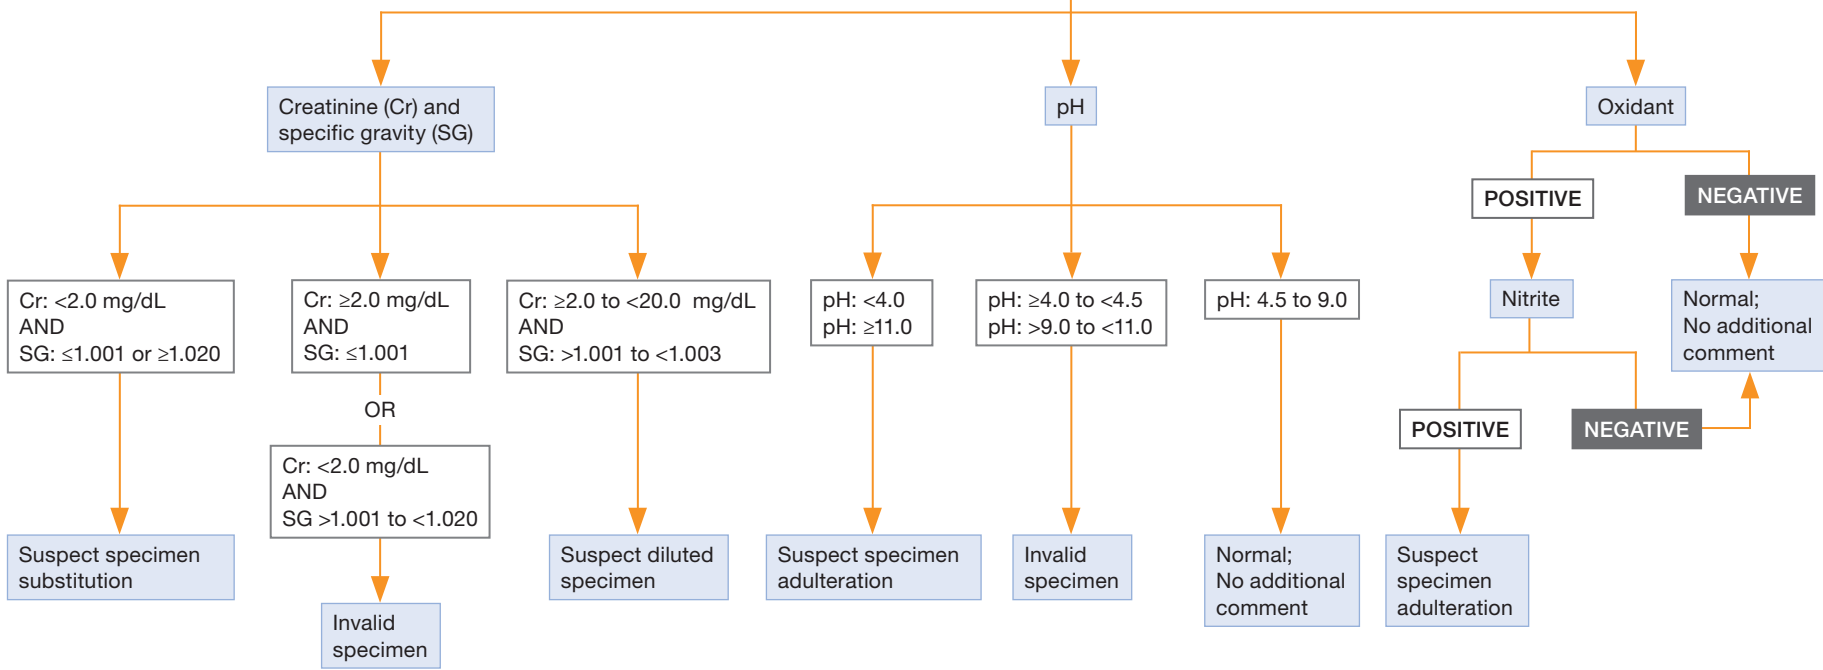 Creatinine (Cr) and
specific gravity (SG)
pH
Oxidant
POSITIVE
NEGATIVE
Cr: <2.0 mg/dL
AND
SG: ≤1.001 or ≥1.020
Cr: ≥2.0 mg/dL
AND
SG: ≤1.001
OR
Cr: <2.0 mg/dL
AND
SG >1.001 to <1.020
Cr: ≥2.0 to <20.0 mg/dL
AND
SG: >1.001 to <1.003
pH: <4.0
pH: ≥11.0
pH: ≥4.0 to <4.5
pH: >9.0 to <11.0
pH: 4.5 to 9.0
Nitrite
Normal;
No additional
comment
POSITIVE
NEGATIVE
Suspect specimen
substitution
Invalid
specimen
Suspect diluted
specimen
Suspect specimen
adulteration
Invalid
specimen
Normal;
No additional
comment
Suspect
specimen
adulteration